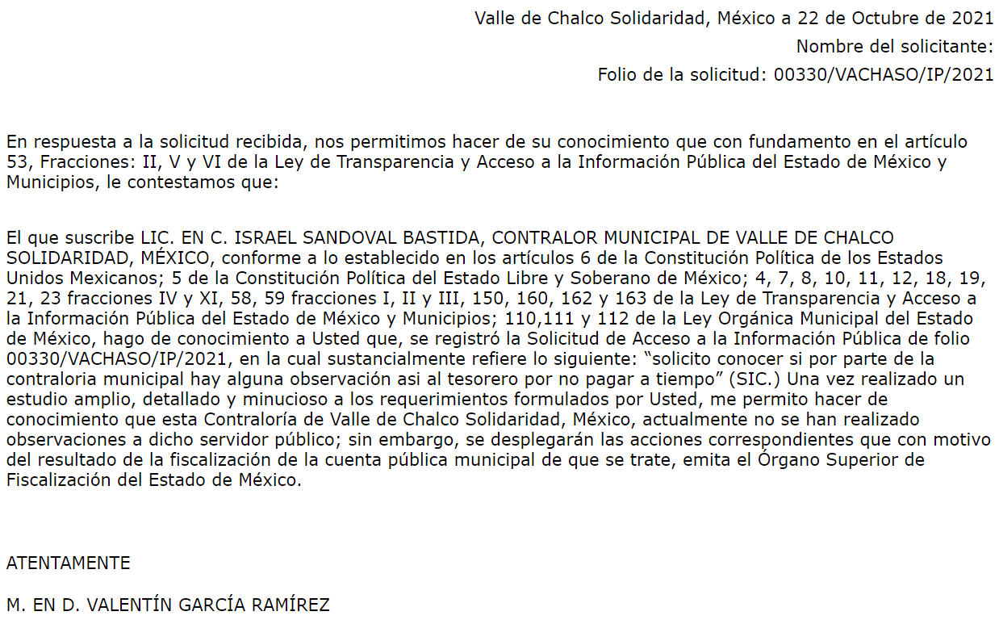 Valle de Chalco Solidaridad, México a 22 de Octubre de 2021
Nombre del solicitante:
Folio de la solicitud: 00330/VACHASO/IP/2021
En respuesta a la solicitud recibida, nos permitimos hacer de su conocimiento que con fundamento en el artículo
53, Fracciones: II, V y VI de la Ley de Transparencia y Acceso a la Información Pública del Estado de México y
Municipios, le contestamos que:
El que suscribe LIC. EN C. ISRAEL SANDOVAL BASTIDA, CONTRALOR MUNICIPAL DE VALLE DE CHALCO
SOLIDARIDAD, MÉXICO, conforme a lo establecido en los artículos 6 de la Constitución Política de los Estados
Unidos Mexicanos; 5 de la Constitución Política del Estado Libre y Soberano de México; 4, 7, 8, 10, 11, 12, 18, 19,
21, 23 fracciones IV y XI, 58, 59 fracciones I, II y III, 150, 160, 162 y 163 de la Ley de Transparencia y Acceso a
la Información Pública del Estado de México y Municipios; 110,111 y 112 de la Ley Orgánica Municipal del Estado
de México, hago de conocimiento a Usted que, se registró la Solicitud de Acceso a la Información Pública de folio
00330/VACHASO/IP/2021, en la cual sustancialmente refiere lo siguiente: “solicito conocer si por parte de la
contraloria municipal hay alguna observación asi al tesorero por no pagar a tiempo” (SIC.) Una vez realizado un
estudio amplio, detallado y minucioso a los requerimientos formulados por Usted, me permito hacer de
conocimiento que esta Contraloría de Valle de Chalco Solidaridad, México, actualmente no se han realizado
observaciones a dicho servidor público; sin embargo, se desplegarán las acciones correspondientes que con motivo
del resultado de la fiscalización de la cuenta pública municipal de que se trate, emita el Órgano Superior de
Fiscalización del Estado de México.
ATENTAMENTE
M. EN D. VALENTÍN GARCÍA RAMÍREZ